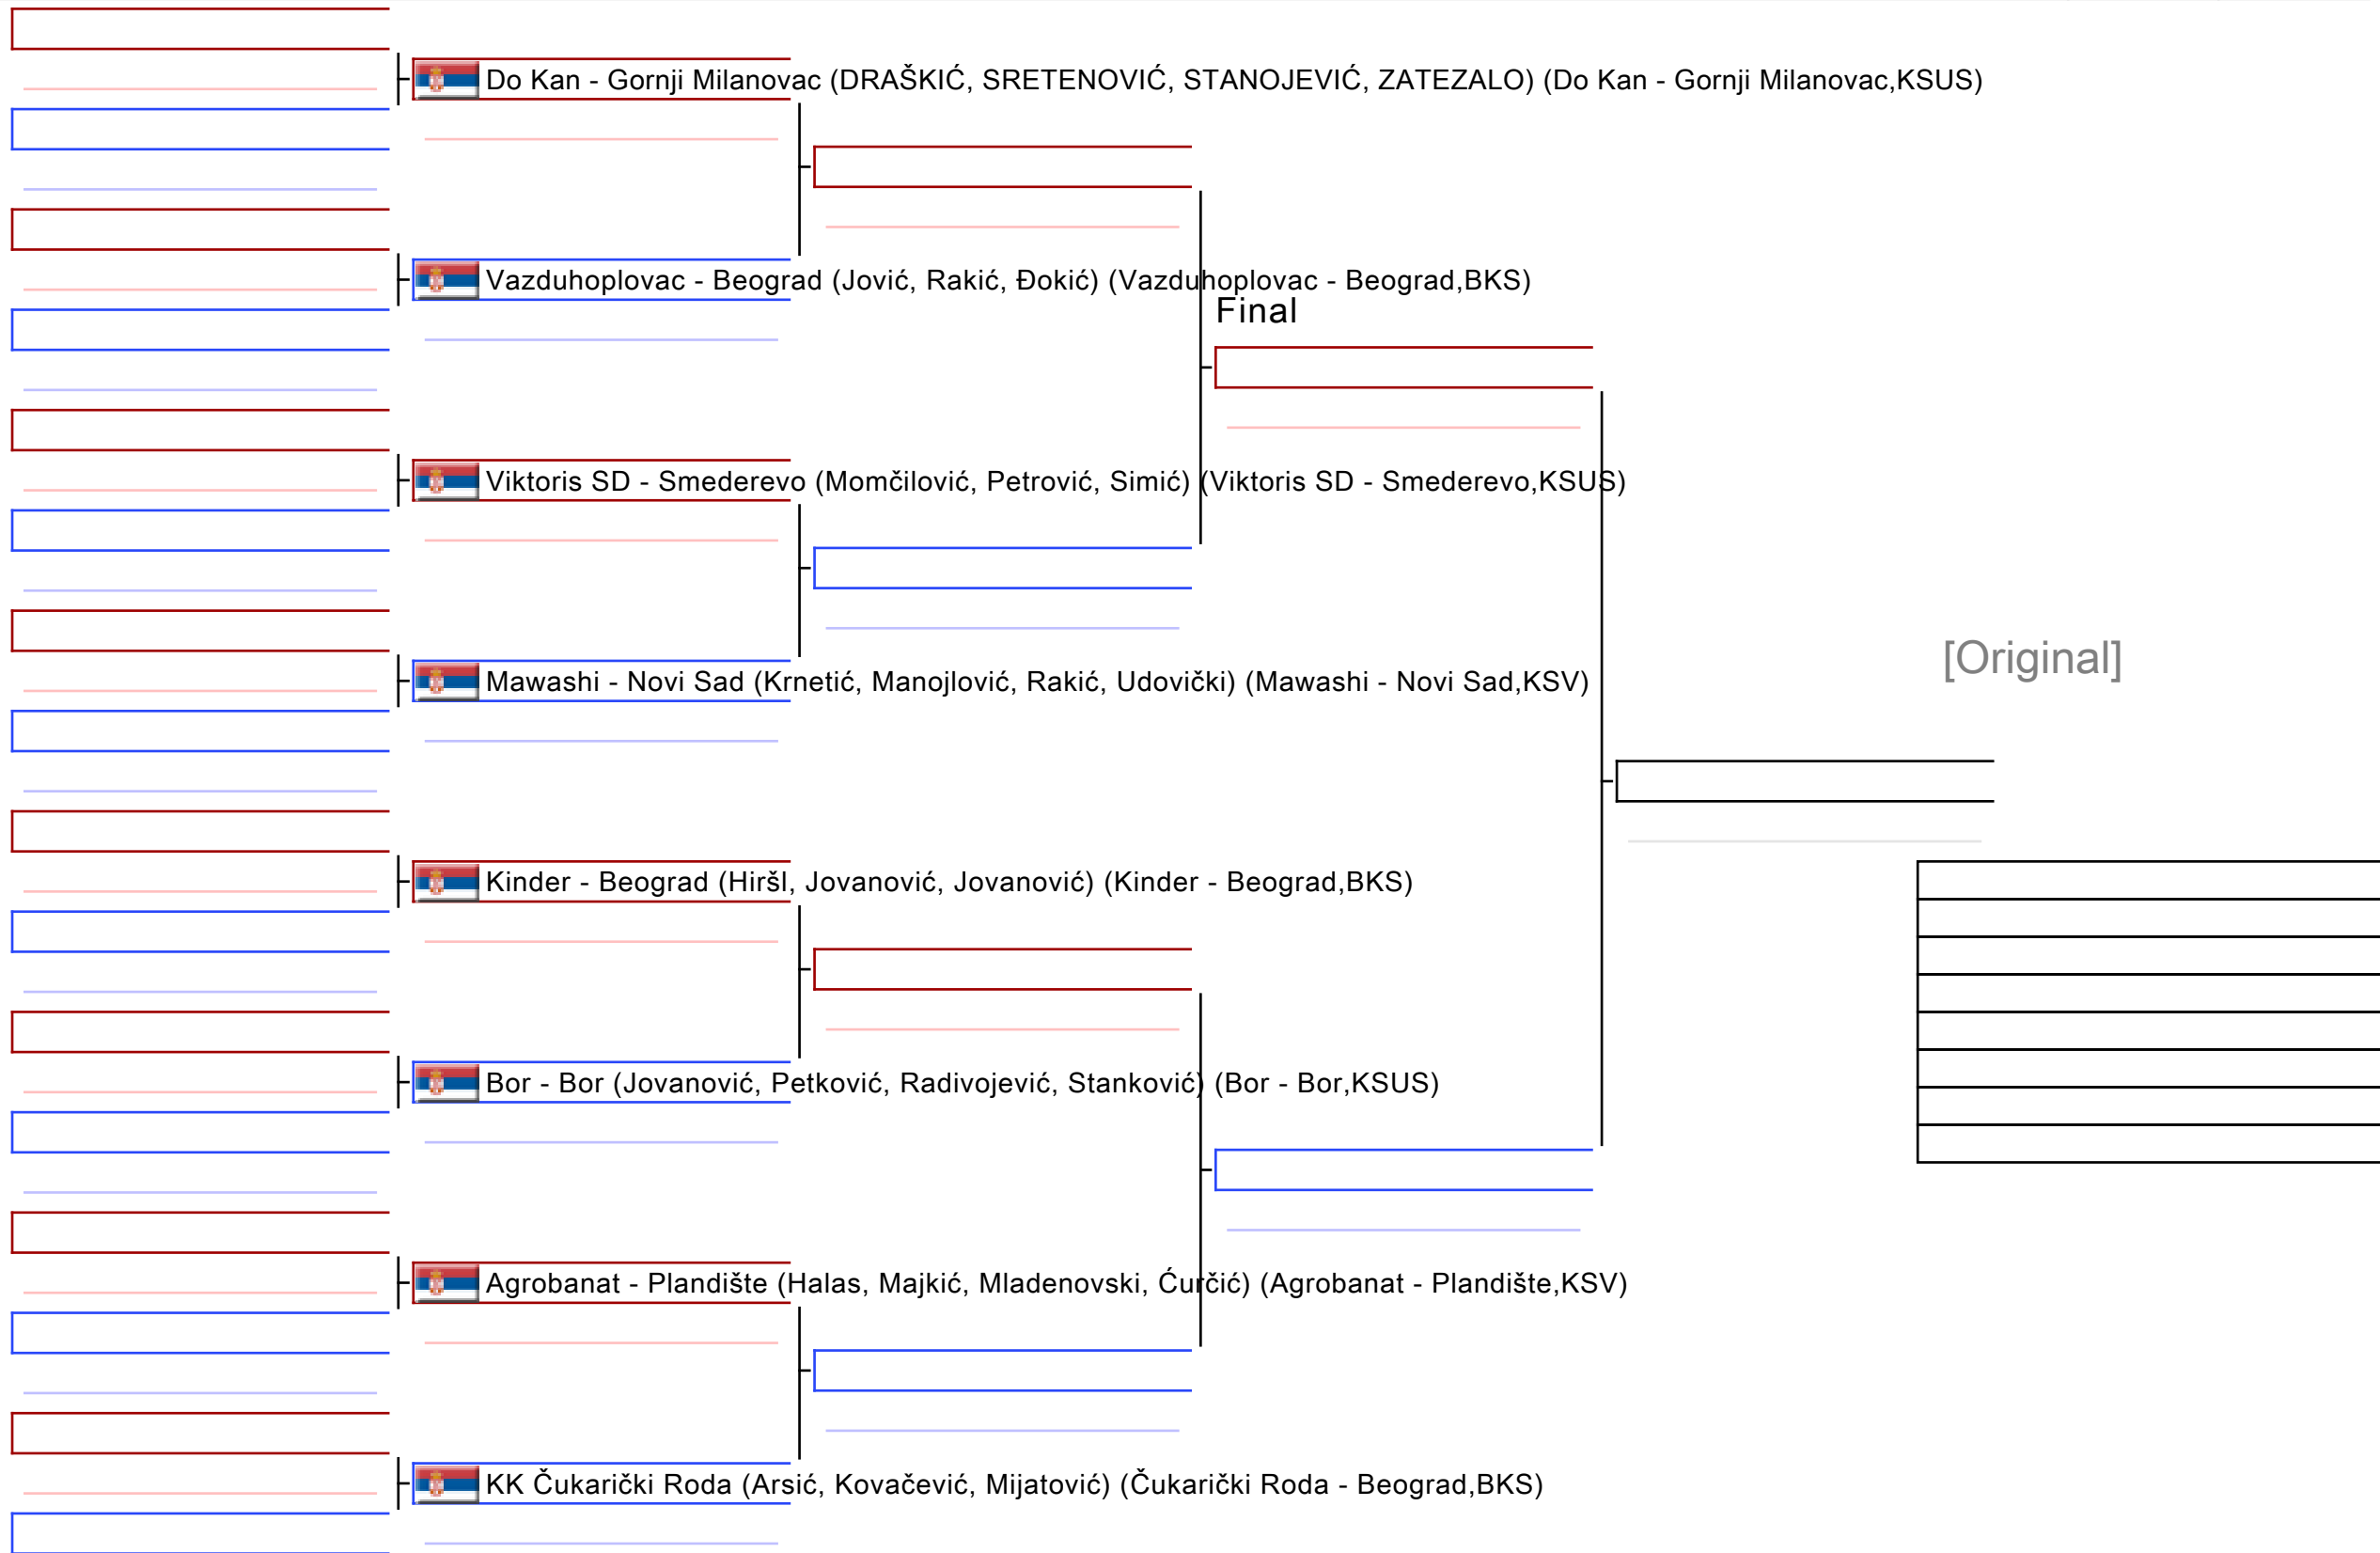 Do Kan - Gornji Milanovac (DRAŠKIĆ, SRETENOVIĆ, STANOJEVIĆ, ZATEZALO) (Do Kan - Gornji Milanovac,KSUS)
Vazduhoplovac - Beograd (Jović, Rakić, Đokić) (Vazduhoplovac - Beograd,BKS)
Final
Viktoris SD - Smederevo (Momčilović, Petrović, Simić) (Viktoris SD - Smederevo,KSUS)
[Original]
Mawashi - Novi Sad (Krnetić, Manojlović, Rakić, Udovički) (Mawashi - Novi Sad,KSV)
Kinder - Beograd (Hiršl, Jovanović, Jovanović) (Kinder - Beograd,BKS)
Bor - Bor (Jovanović, Petković, Radivojević, Stanković) (Bor - Bor,KSUS)
Agrobanat - Plandište (Halas, Majkić, Mladenovski, Ćurčić) (Agrobanat - Plandište,KSV)
KK Čukarički Roda (Arsić, Kovačević, Mijatović) (Čukarički Roda - Beograd,BKS)